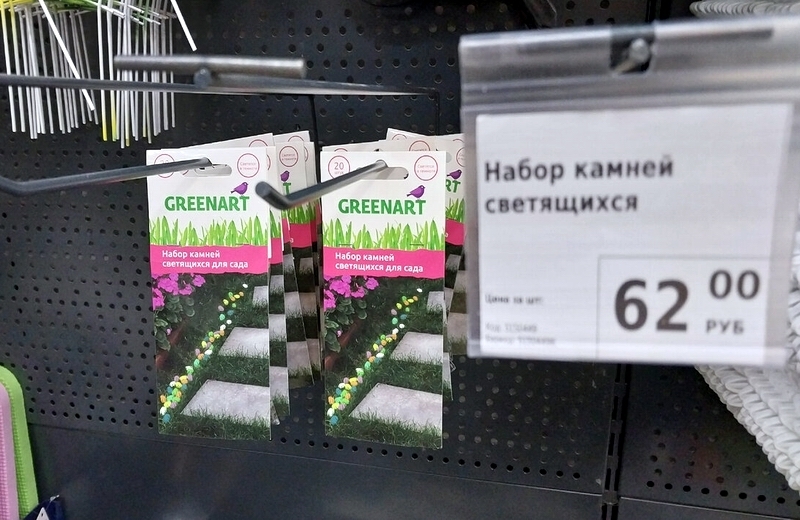 GREENART
Набор камней
светящихся для сада
20
GREENART
Набор камней
светящихся для сада
Набор камней
светящихся
Цена за шт:
62 00
РУБ